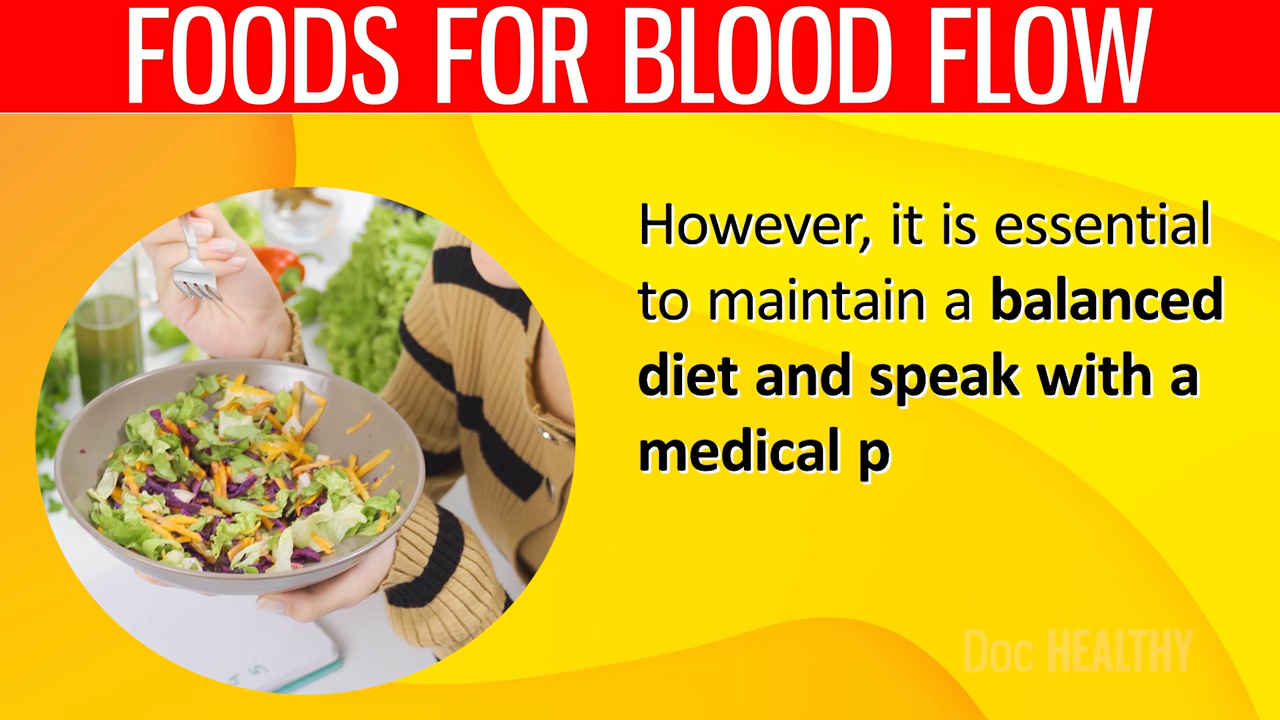 FOODS FOR BLOOD FLOW
However, it is essential
to maintain a balanced
diet and speak with a
medical p
Doc HEALTHY